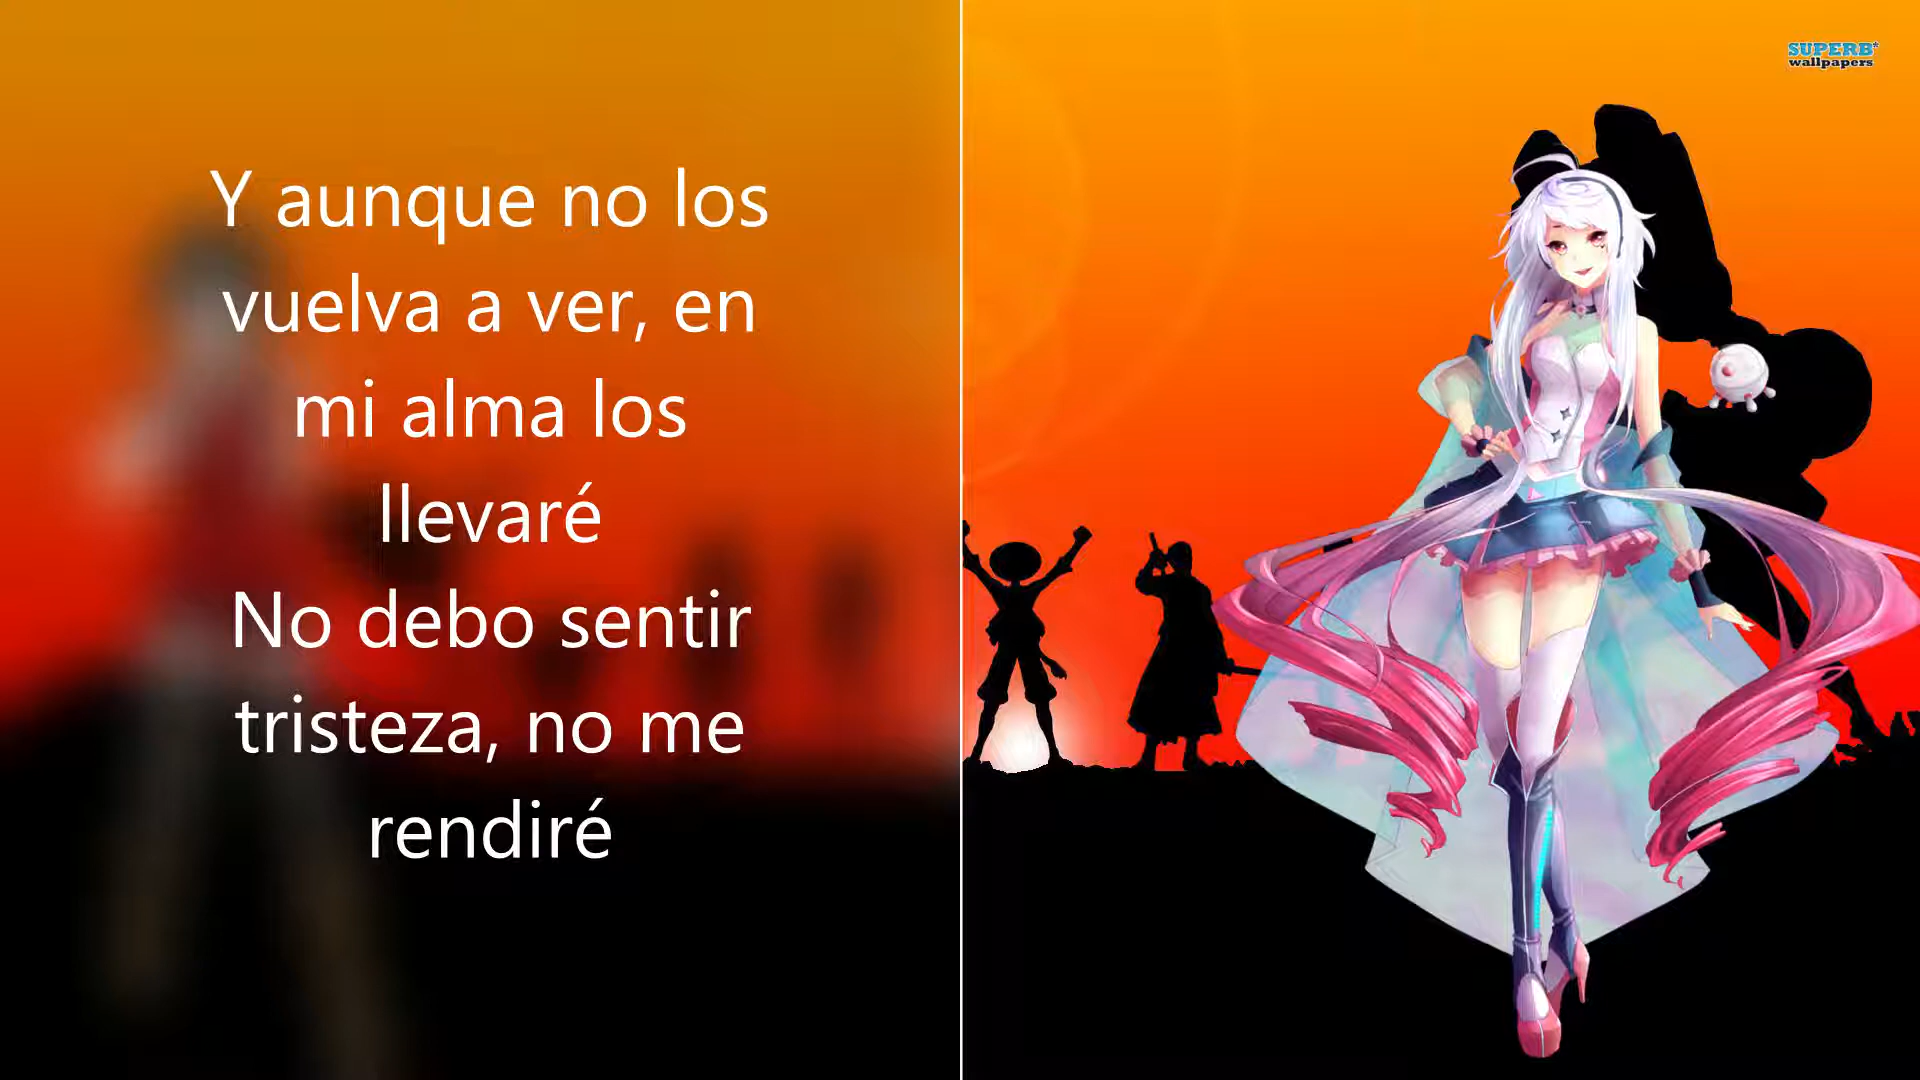 Y aunque no los
vuelva a ver, en
mi alma los
llevaré
No debo sentir
tristeza, no me
rendiré
SUPERB*
wallpapers